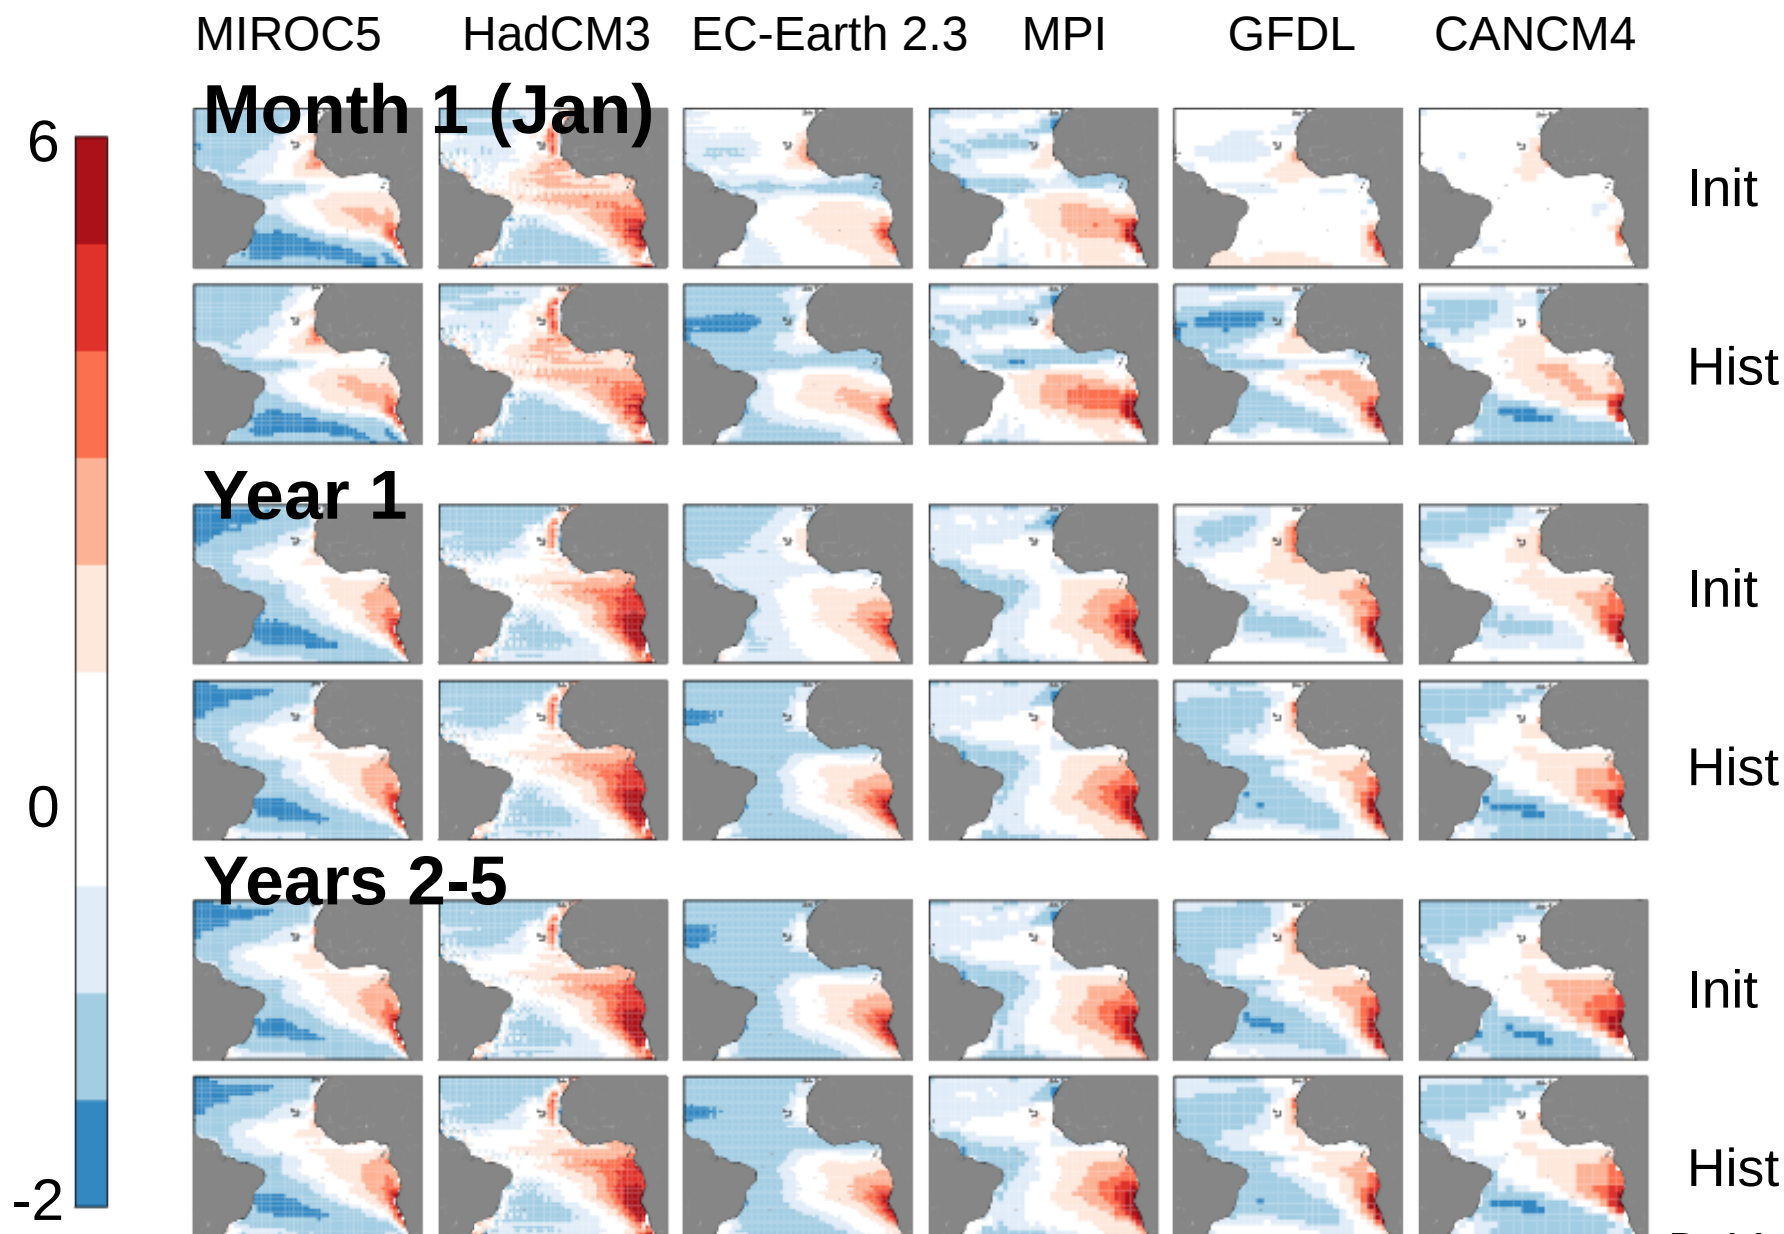 MIROC5 HadCM3 EC-Earth 2.3 MPI GFDL CANCM4
Month 1 (Jan)
6
Init
Hist
Year 1
Init
0
Hist
Years 2-5
Init
Hist
-2